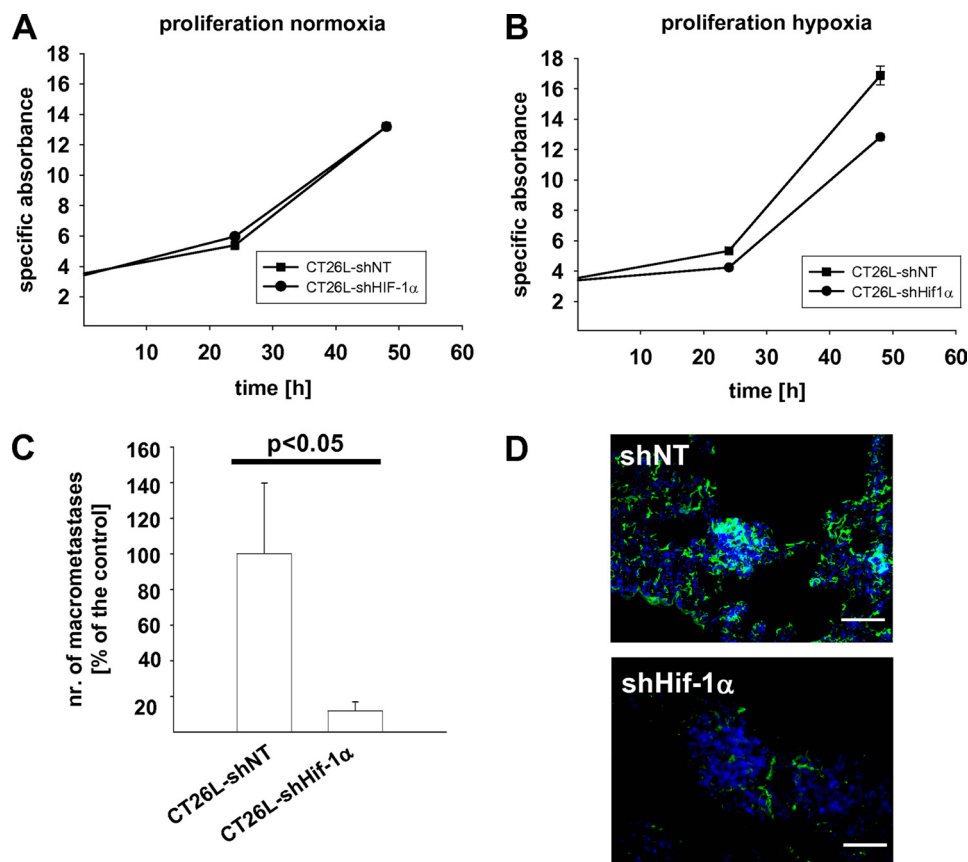 A
proliferation normoxia
specific absorbance
18
16
14
12
10
8
6
4
2
CT26L-shNT
CT26L-shHIF-1α
10 20 30 40 50 60
time [h]
B
proliferation hypoxia
specific absorbance
18
16
14
12
10
8
6
4
2
CT26L-shNT
CT26L-shHif1α
10 20 30 40 50 60
time [h]
C
p<0.05
nr. of macrometastases
[% of the control]
160
140
120
100
80
60
40
20
CT26L-shNT
CT26L-shHif-1α
D
shNT
shHif-1α